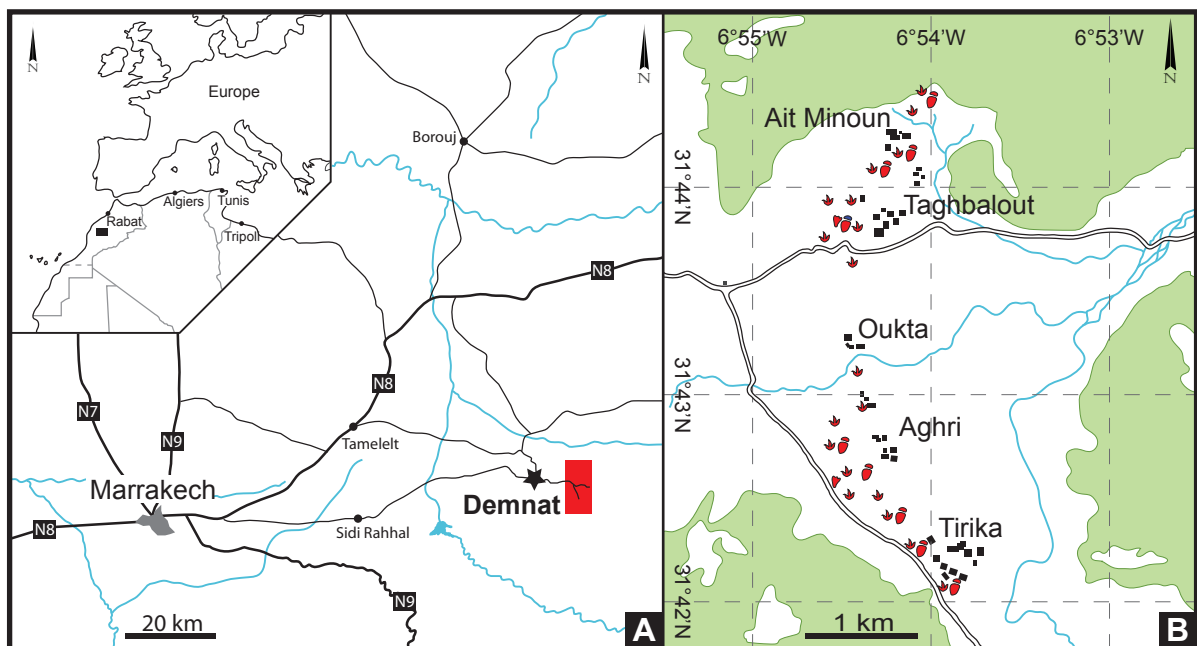 N
Europe
Algiers
Tunis
Rabat
Tripoli
N
Borouj
N8
N8
N7
N9
Tamelelt
Marrakech
Demnat
N8
Sidi Rahhal
N9
20 km
A
6°55'W
6°54'W
6°53'W
N
Ait Minoun
31°44'N
Taghbalout
Oukta
31°43'N
Aghri
Tirika
31°42'N
1 km
B